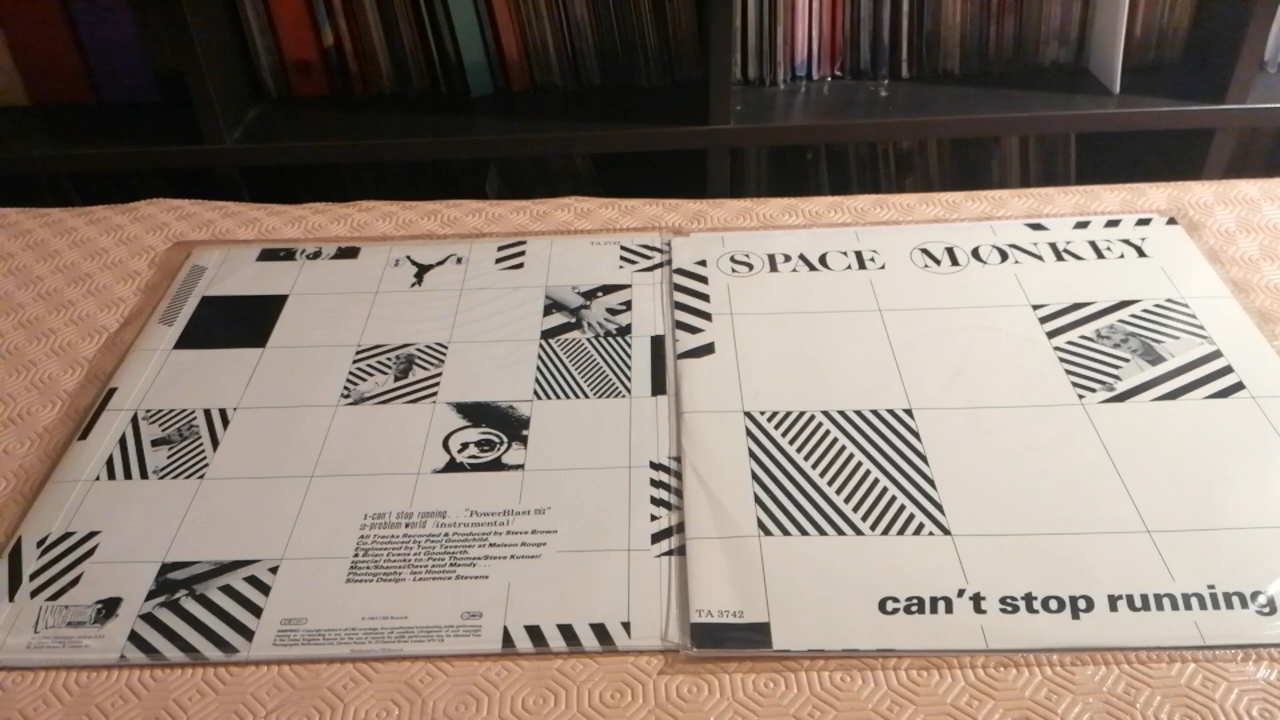 TA 3742
1-can't stop running..."PowerBlast mix"
2-problem world /instrumental/
All Tracks Recorded & Produced by Steve Brown
Co. Produced by Paul Goodchild.
Engineered by Tony Taverner at Maison Rouge
& Brian Evans at Goodearth.
special thanks to: Pete Thomas/Steve Kutner/
Mark/Shamsi/Dave and Mandy...
Photography - Ian Hooton
Sleeve Design - Laurence Stevens
SPACE MØNKEY
TA 3742
can't stop running